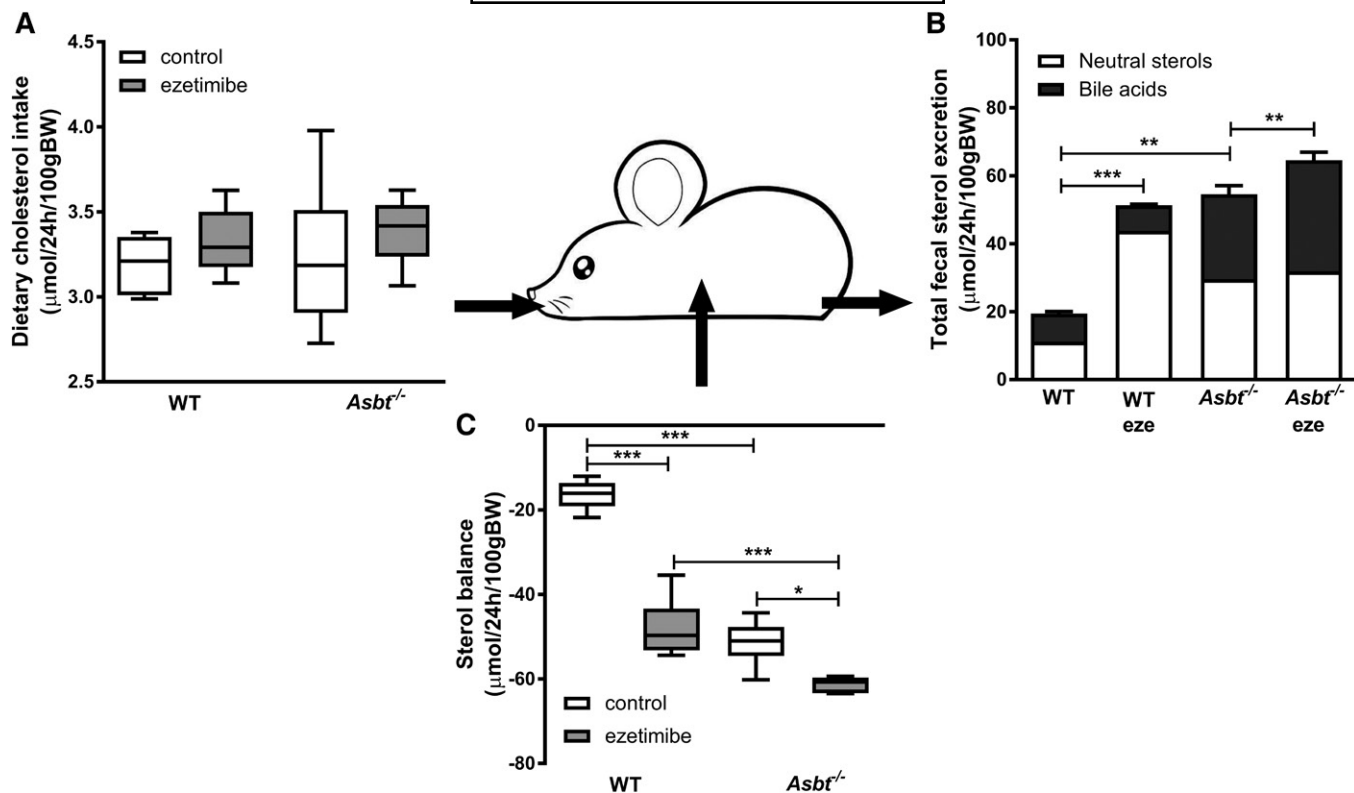 A
Dietary cholesterol intake
(μmol/24h/100gBW)
4.5
4.0
3.5
3.0
2.5
control
ezetimibe
WT
Asbt-/-
B
Total fecal sterol excretion
(μmol/24h/100gBW)
100
80
60
40
20
0
Neutral sterols
Bile acids
***
**
**
WT
WT
eze
Asbt-/-
Asbt-/-
eze
C
Sterol balance
(μmol/24h/100gBW)
0
-20
-40
-60
-80
***
***
***
*
control
ezetimibe
WT
Asbt-/-